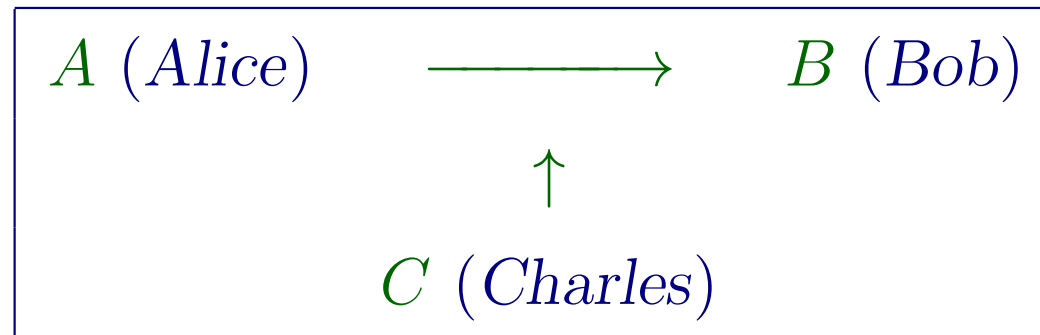 A (Alice) ⟶ B (Bob)
↑
C (Charles)